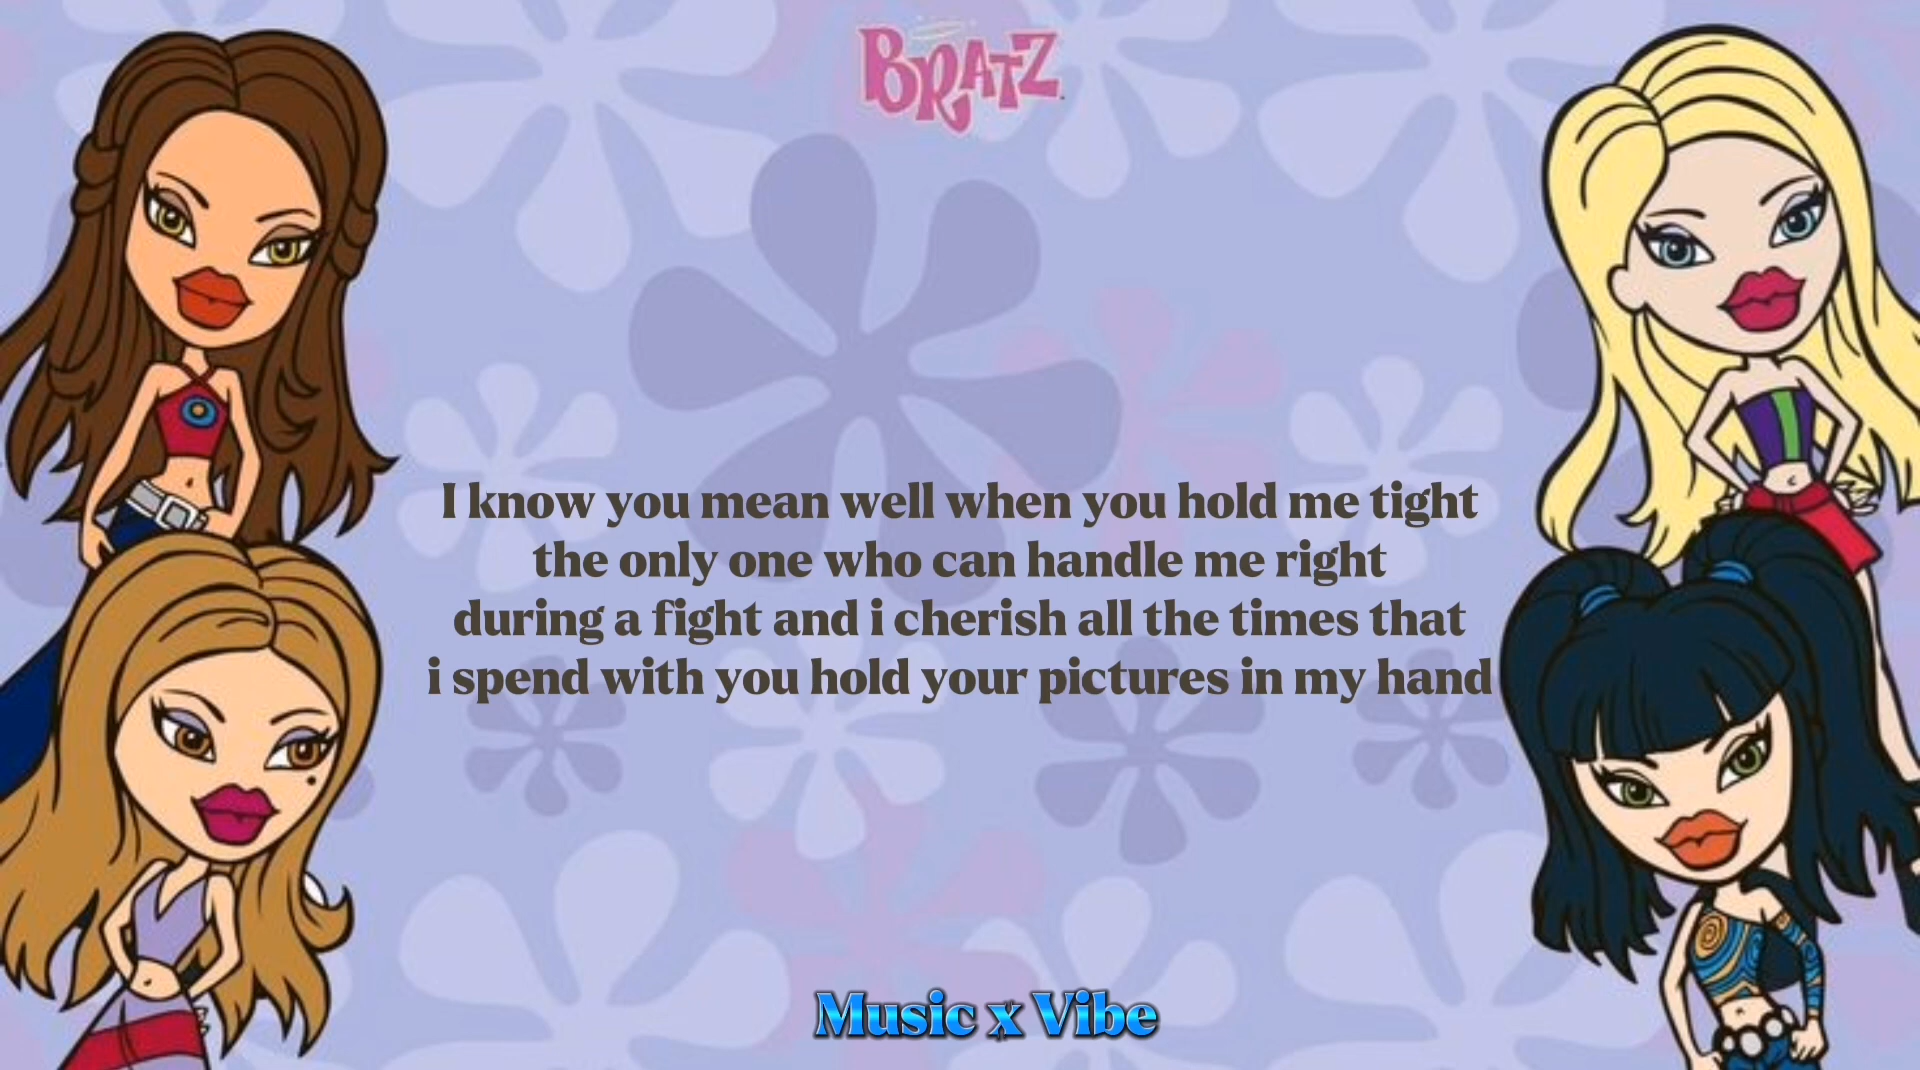 BRATZ
I know you mean well when you hold me tight
the only one who can handle me right
during a fight and i cherish all the times that
i spend with you hold your pictures in my hand
Music x Vibe